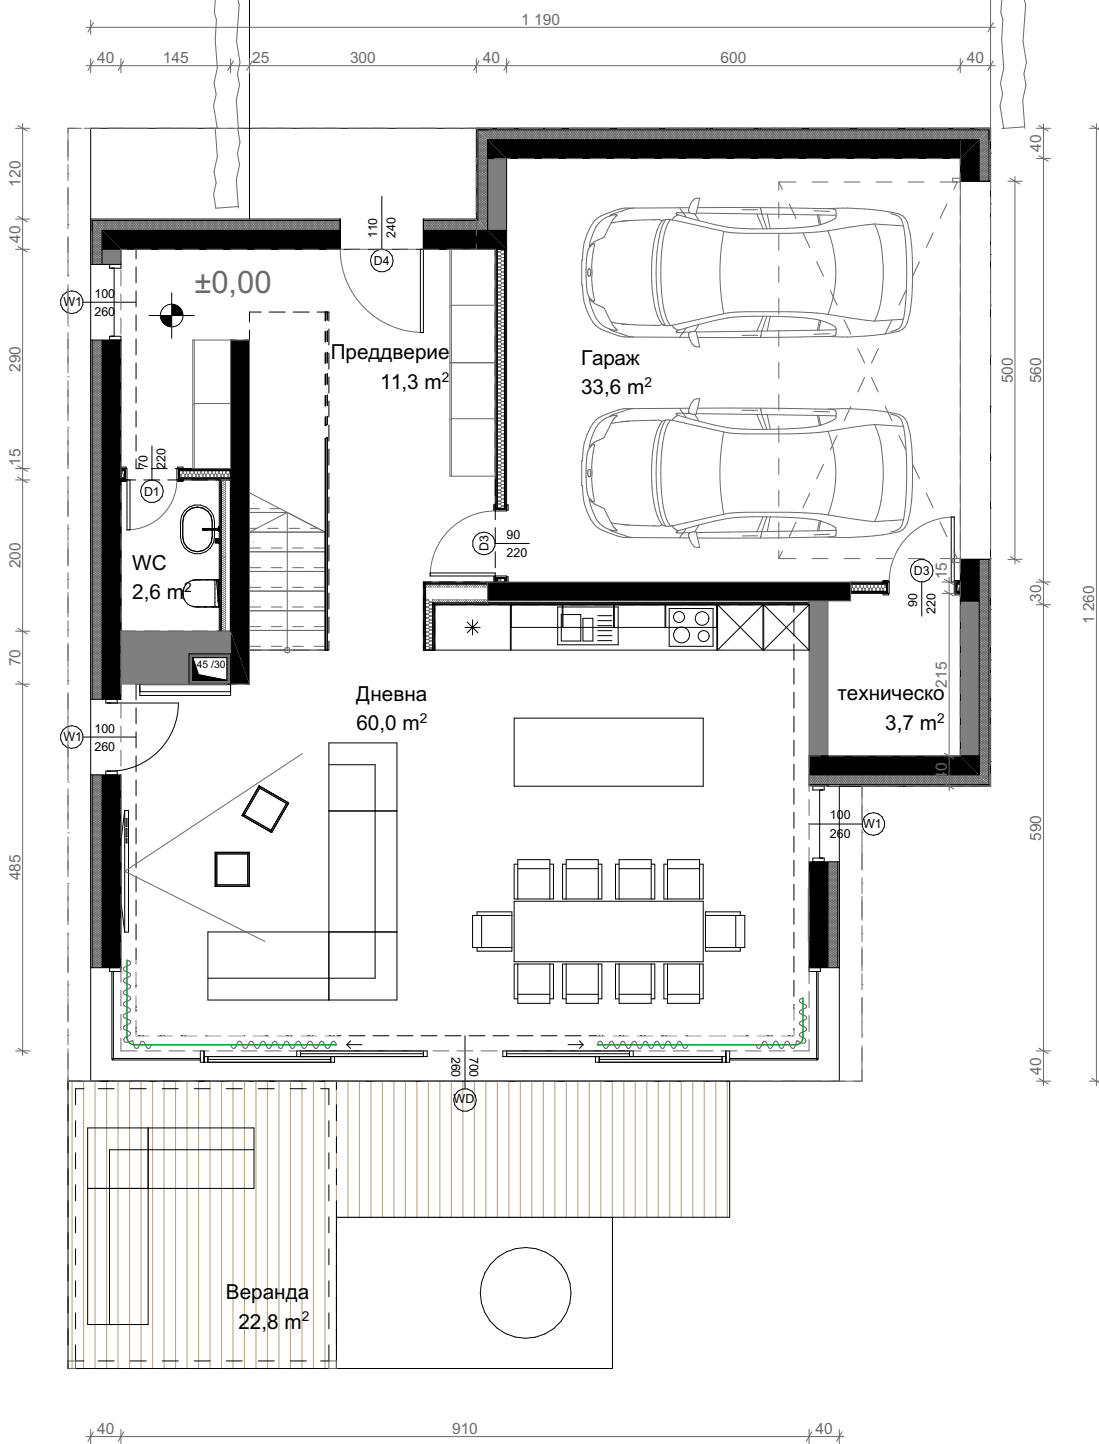 1 190
40 145 25 300 40 600 40
120
40
290
15
200
70
485
40
560
500
30
590
40
1 260
15
215
40
110
240
D4
±0,00
W1
100
260
Преддверие
11,3 m²
Гараж
33,6 m²
70
220
D1
WC
2,6 m²
D3
90
220
D3
90
220
45 /30
Дневна
60,0 m²
техническо
3,7 m²
W1
100
260
100
260
W1
700
260
WD
Веранда
22,8 m²
40 910 40